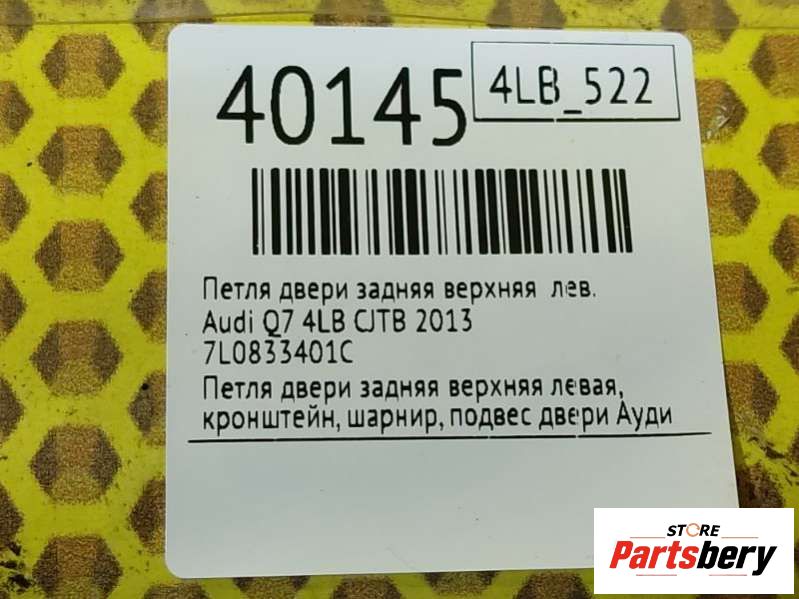 40145
4LB_522
Петля двери задняя верхняя лев.
Audi Q7 4LB CJTB 2013
7L0833401C
Петля двери задняя верхняя левая,
кронштейн, шарнир, подвес двери Ауди
STORE
Partsbery